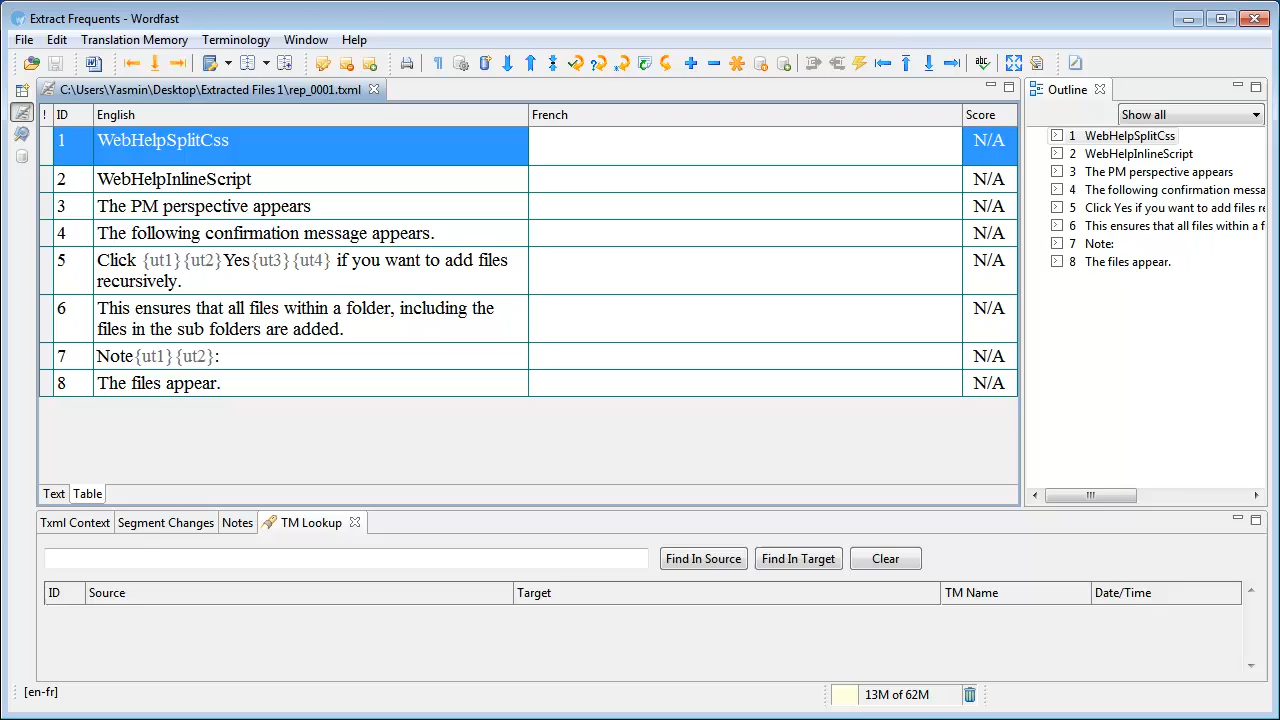 Extract Frequents - Wordfast
File Edit Translation Memory Terminology Window Help
C:\Users\Yasmin\Desktop\Extracted Files 1\rep_0001.txml
! ID English French Score
1 WebHelpSplitCss N/A
2 WebHelpInlineScript N/A
3 The PM perspective appears N/A
4 The following confirmation message appears. N/A
5 Click {ut1}{ut2}Yes{ut3}{ut4} if you want to add files N/A
recursively.
6 This ensures that all files within a folder, including the N/A
files in the sub folders are added.
7 Note{ut1}{ut2}: N/A
8 The files appear. N/A
Text Table
Outline
Show all
1 WebHelpSplitCss
2 WebHelpInlineScript
3 The PM perspective appears
4 The following confirmation messa
5 Click Yes if you want to add files re
6 This ensures that all files within a f
7 Note:
8 The files appear.
Txml Context Segment Changes Notes TM Lookup
Find In Source Find In Target Clear
ID Source Target TM Name Date/Time
[en-fr]
13M of 62M